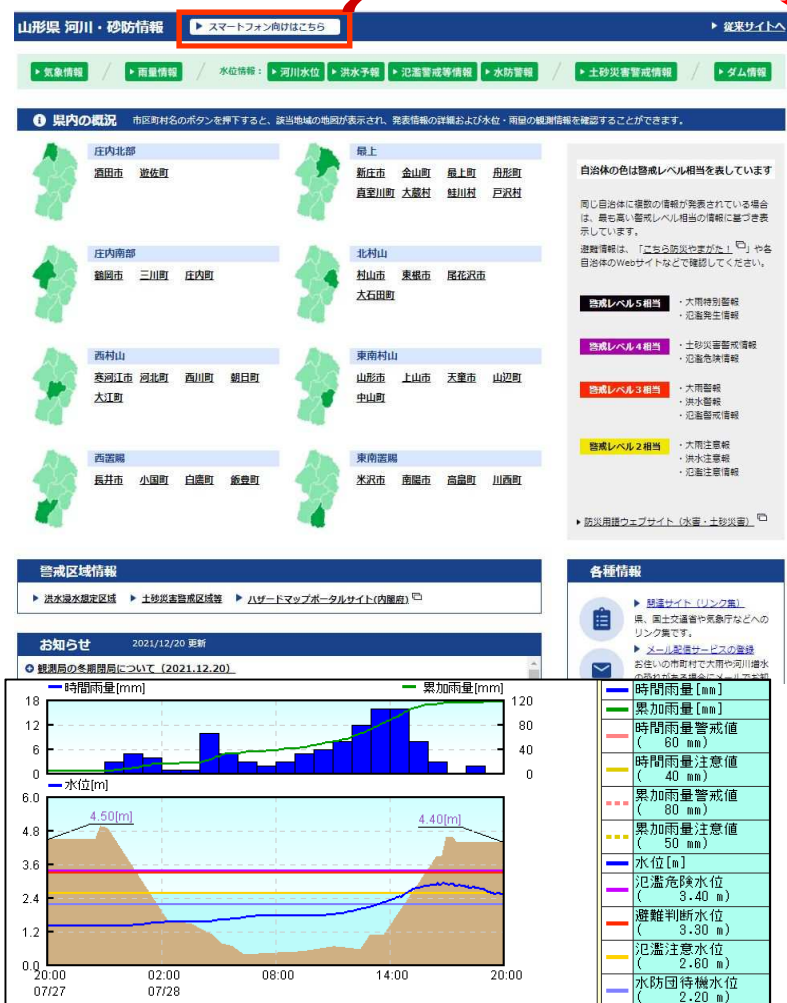 山形県 河川・砂防情報
▶ スマートフォン向けはこちら
▶ 従来サイトへ
▶気象情報 / ▶雨量情報 / 水位情報： ▶河川水位 ▶洪水予報 ▶氾濫警戒等情報 ▶水防警報 / ▶土砂災害警戒情報 / ▶ダム情報
県内の概況 市区町村名のボタンを押下すると、該当地域の地図が表示され、発表情報の詳細および水位・雨量の観測情報を確認することができます。
庄内北部
酒田市 遊佐町
最上
新庄市 金山町 最上町 舟形町
真室川町 大蔵村 鮭川村 戸沢村
庄内南部
鶴岡市 三川町 庄内町
北村山
村山市 東根市 尾花沢市
大石田町
西村山
寒河江市 河北町 西川町 朝日町
大江町
東南村山
山形市 上山市 天童市 山辺町
中山町
西置賜
長井市 小国町 白鷹町 飯豊町
東南置賜
米沢市 南陽市 高畠町 川西町
自治体の色は警戒レベル相当を表しています
同じ自治体に複数の情報が発表されている場合
は、最も高い警戒レベル相当の情報に基づき表
示しています。
避難情報は、「こちら防災やまがた！」や各
自治体のWebサイトなどで確認してください。
警戒レベル５相当
・大雨特別警報
・氾濫発生情報
警戒レベル４相当
・土砂災害警戒情報
・氾濫危険情報
警戒レベル３相当
・大雨警報
・洪水警報
・氾濫警戒情報
警戒レベル２相当
・大雨注意報
・洪水注意報
・氾濫注意情報
▶ 防災用語ウェブサイト（水害・土砂災害）
警戒区域情報
▶ 洪水浸水想定区域 ▶ 土砂災害警戒区域等 ▶ ハザードマップポータルサイト(内閣府)
お知らせ 2021/12/20 更新
観測局の冬期閉局について（2021.12.20）
各種情報
▶ 関連サイト（リンク集）
県、国土交通省や気象庁などへの
リンク集です。
▶ メール配信サービスの登録
お住いの市町村で大雨や河川増水
の恐れがある場合にメールでお知
時間雨量[mm] 累加雨量[mm]
18 120
12 80
6 40
0 0
水位[m]
6.0
4.8
3.6
2.4
1.2
0.0
4.50[m]
4.40[m]
20:00 02:00 08:00 14:00 20:00
07/27 07/28
時間雨量[mm]
累加雨量[mm]
時間雨量警戒値
( 60 mm)
時間雨量注意値
( 40 mm)
累加雨量警戒値
( 80 mm)
累加雨量注意値
( 50 mm)
水位[m]
氾濫危険水位
( 3.40 m)
避難判断水位
( 3.30 m)
氾濫注意水位
( 2.60 m)
水防団待機水位
( 2.20 m)